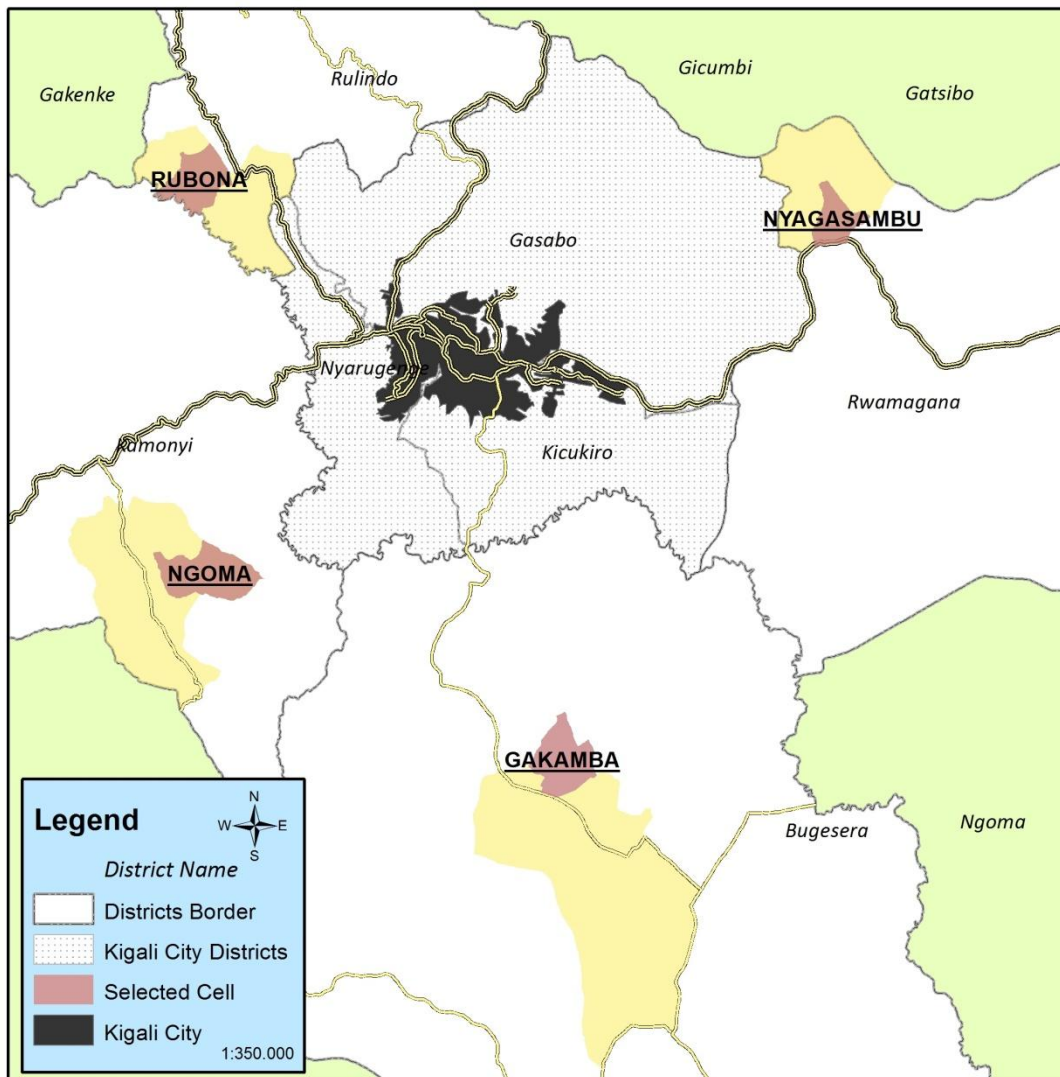 Rulindo
Gicumbi
Gakenke
Gatsibo
RUBONA
NYAGASAMBU
Gasabo
Nyarugenge
Rwamagana
Kamonyi
Kicukiro
NGOMA
GAKAMBA
Bugesera
Ngoma
Legend
N
W E
S
District Name
Districts Border
Kigali City Districts
Selected Cell
Kigali City
1:350.000